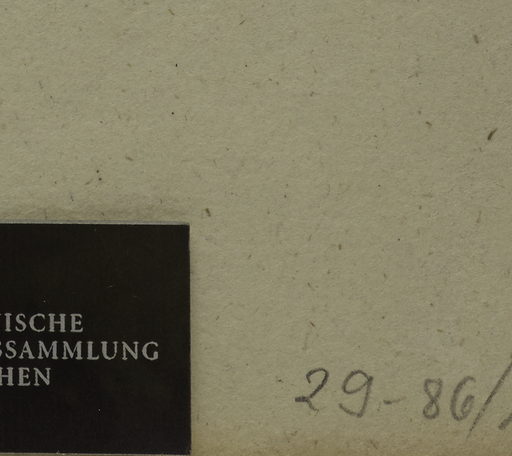 ISCHE
SSAMMLUNG
HEN
29-86/